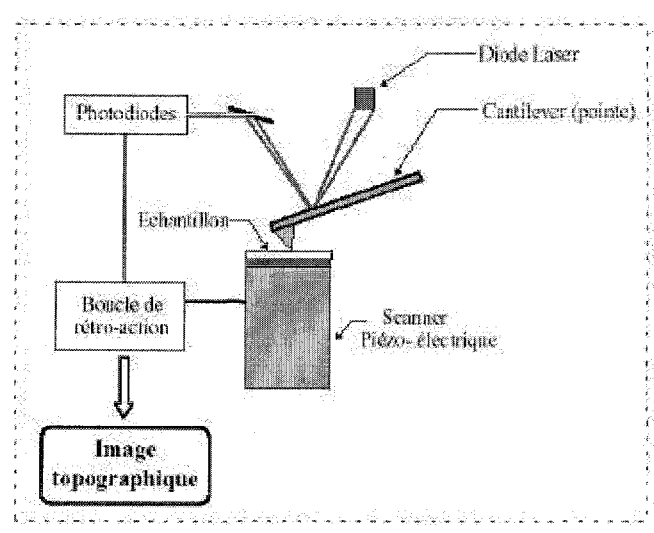 Diode Laser
Photodiodes
Cantilever (pointe)
Echantillon
Boucle de
rétro-action
Scanner
Piézo- électrique
Image
topographique